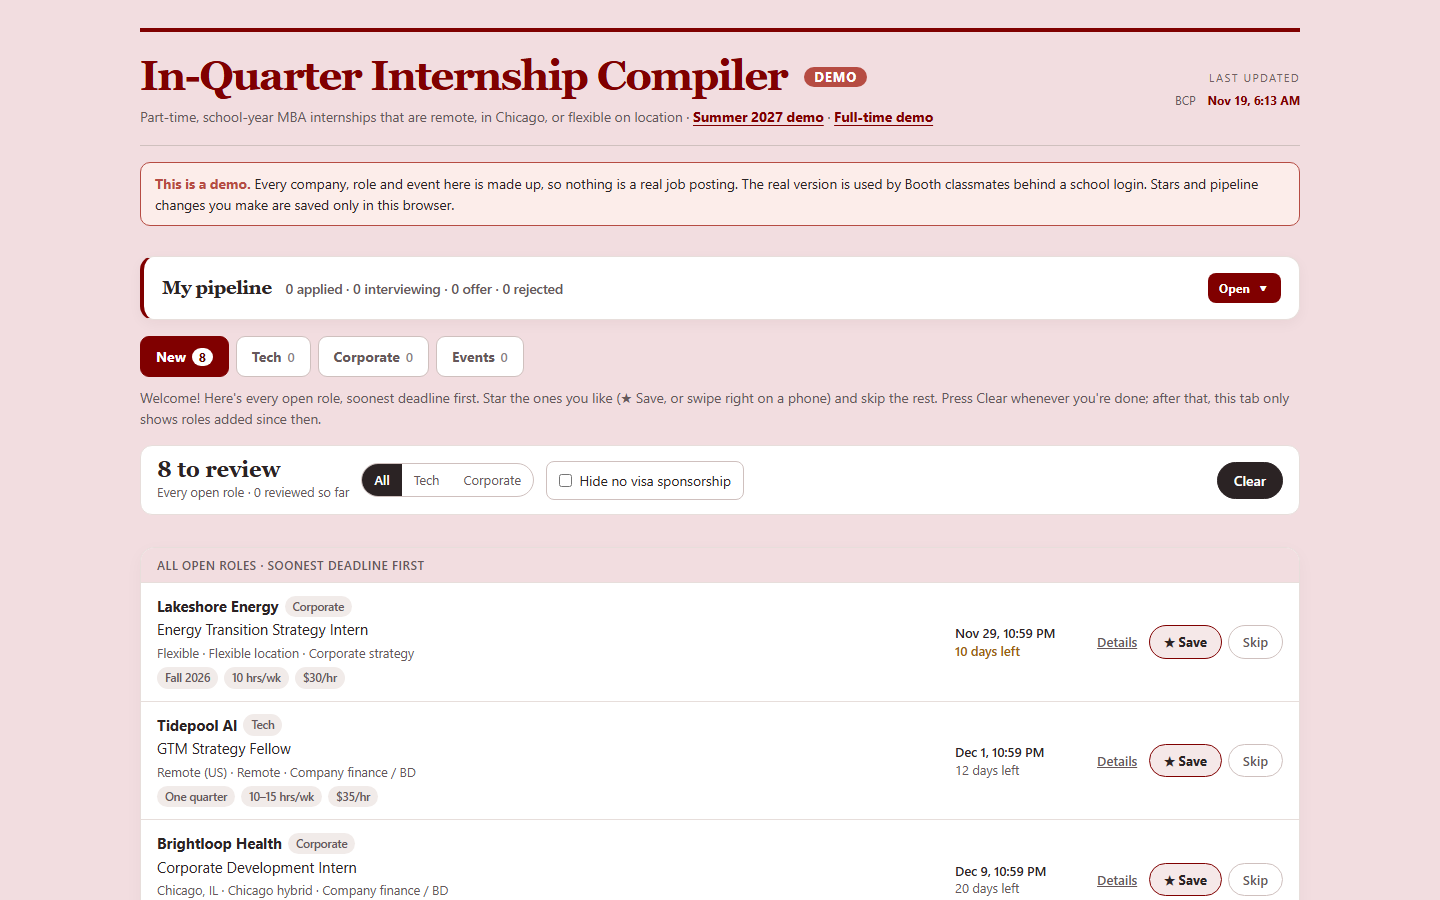 In-Quarter Internship Compiler DEMO
LAST UPDATED
BCP Nov 19, 6:13 AM
Part-time, school-year MBA internships that are remote, in Chicago, or flexible on location · Summer 2027 demo · Full-time demo
This is a demo. Every company, role and event here is made up, so nothing is a real job posting. The real version is used by Booth classmates behind a school login. Stars and pipeline
changes you make are saved only in this browser.
My pipeline 0 applied · 0 interviewing · 0 offer · 0 rejected Open ▼
New 8 Tech 0 Corporate 0 Events 0
Welcome! Here's every open role, soonest deadline first. Star the ones you like (★ Save, or swipe right on a phone) and skip the rest. Press Clear whenever you're done; after that, this tab only
shows roles added since then.
8 to review
Every open role · 0 reviewed so far
All Tech Corporate
Hide no visa sponsorship
Clear
ALL OPEN ROLES · SOONEST DEADLINE FIRST
Lakeshore Energy Corporate
Energy Transition Strategy Intern
Flexible · Flexible location · Corporate strategy
Fall 2026 10 hrs/wk $30/hr
Nov 29, 10:59 PM
10 days left
Details ★ Save Skip
Tidepool AI Tech
GTM Strategy Fellow
Remote (US) · Remote · Company finance / BD
One quarter 10–15 hrs/wk $35/hr
Dec 1, 10:59 PM
12 days left
Details ★ Save Skip
Brightloop Health Corporate
Corporate Development Intern
Chicago, IL · Chicago hybrid · Company finance / BD
Dec 9, 10:59 PM
20 days left
Details ★ Save Skip